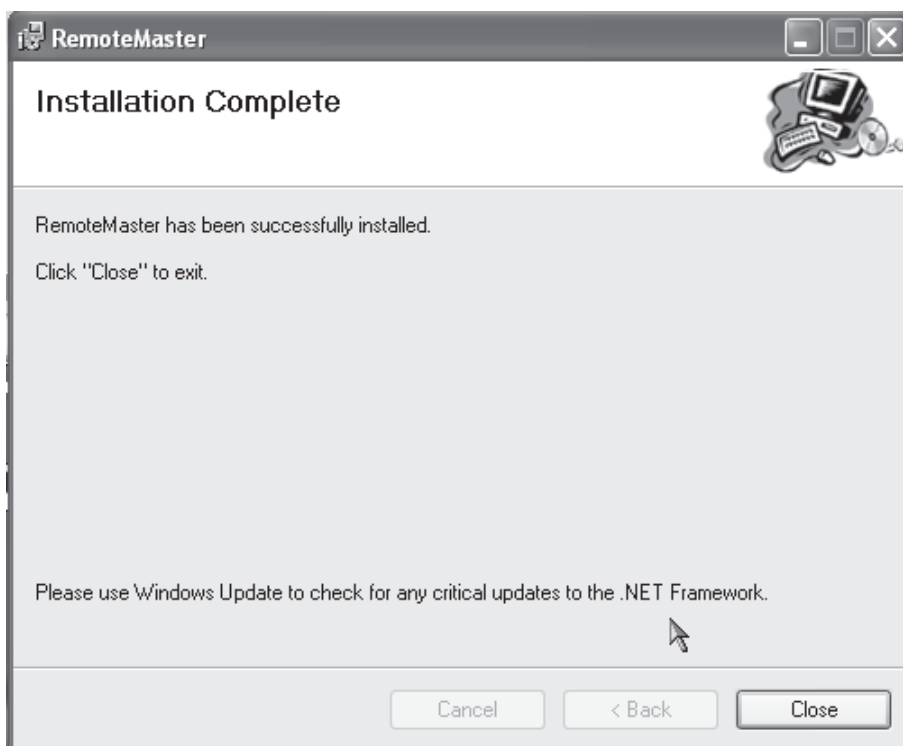 RemoteMaster
Installation Complete
RemoteMaster has been successfully installed.
Click "Close" to exit.
Please use Windows Update to check for any critical updates to the .NET Framework.
Cancel
< Back
Close